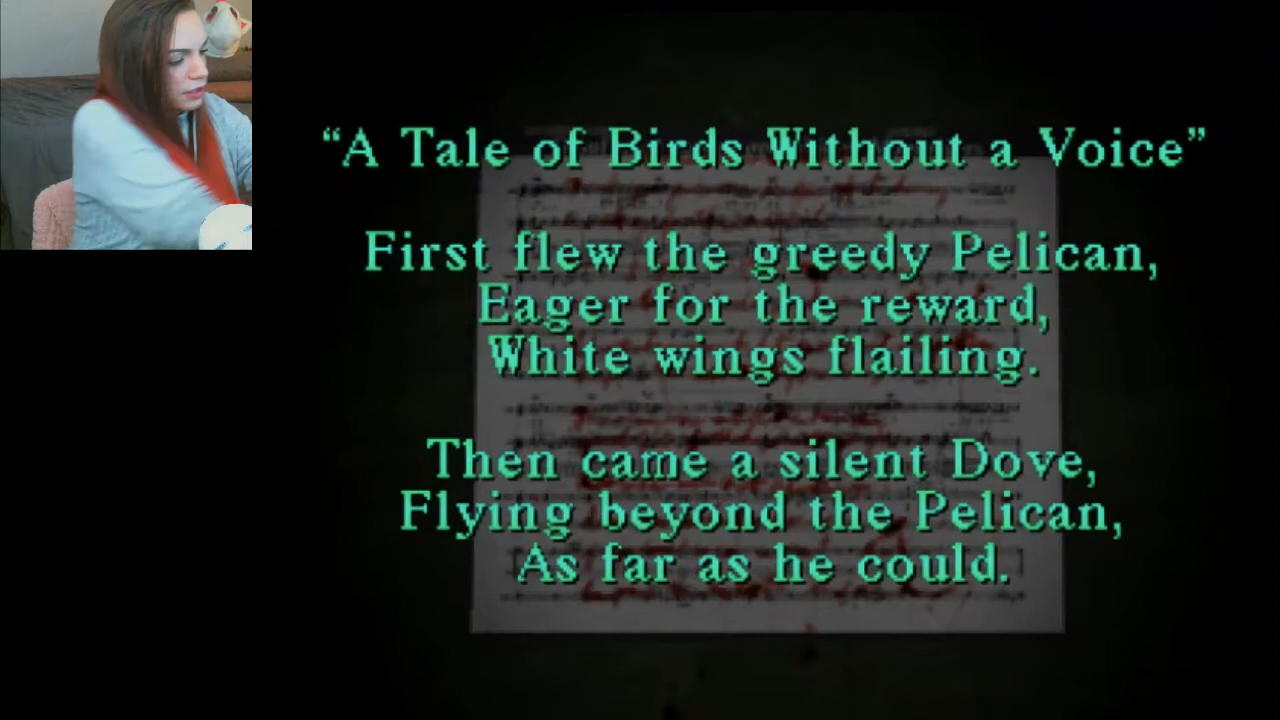 “A Tale of Birds Without a Voice”
First flew the greedy Pelican,
Eager for the reward,
White wings flailing.
Then came a silent Dove,
Flying beyond the Pelican,
As far as he could.